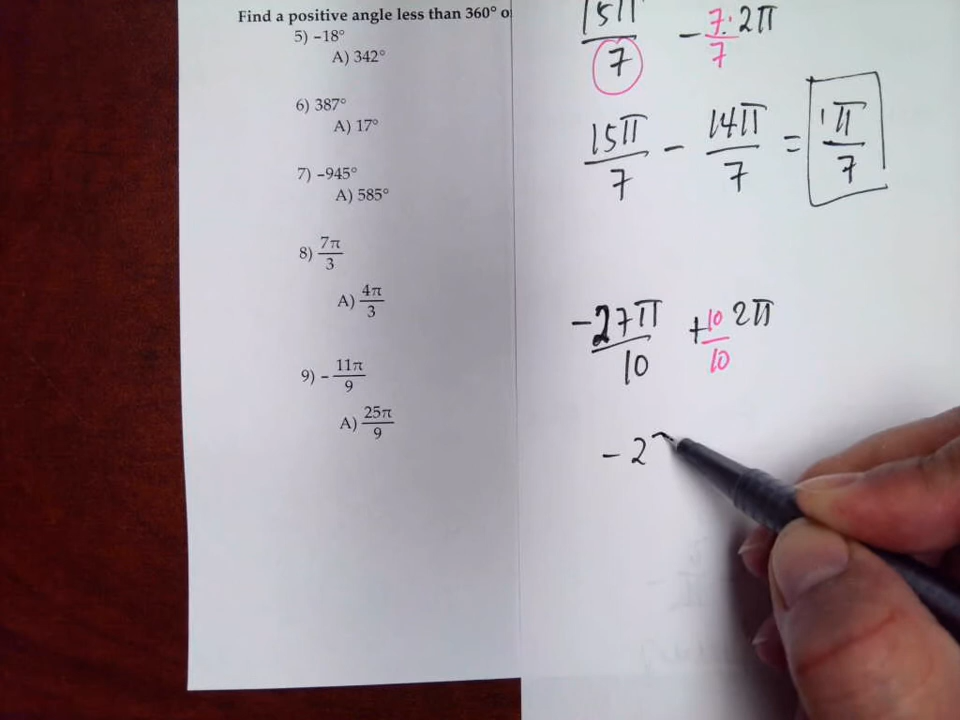 Find a positive angle less than 360° o
5) –18°
A) 342°
6) 387°
A) 17°
7) –945°
A) 585°
8) 7π/3
A) 4π/3
9) – 11π/9
A) 25π/9
15π/7 – 7·/7 2π
15π/7 – 14π/7 = 1π/7
-27π/10 + 10/10 2π
- 2